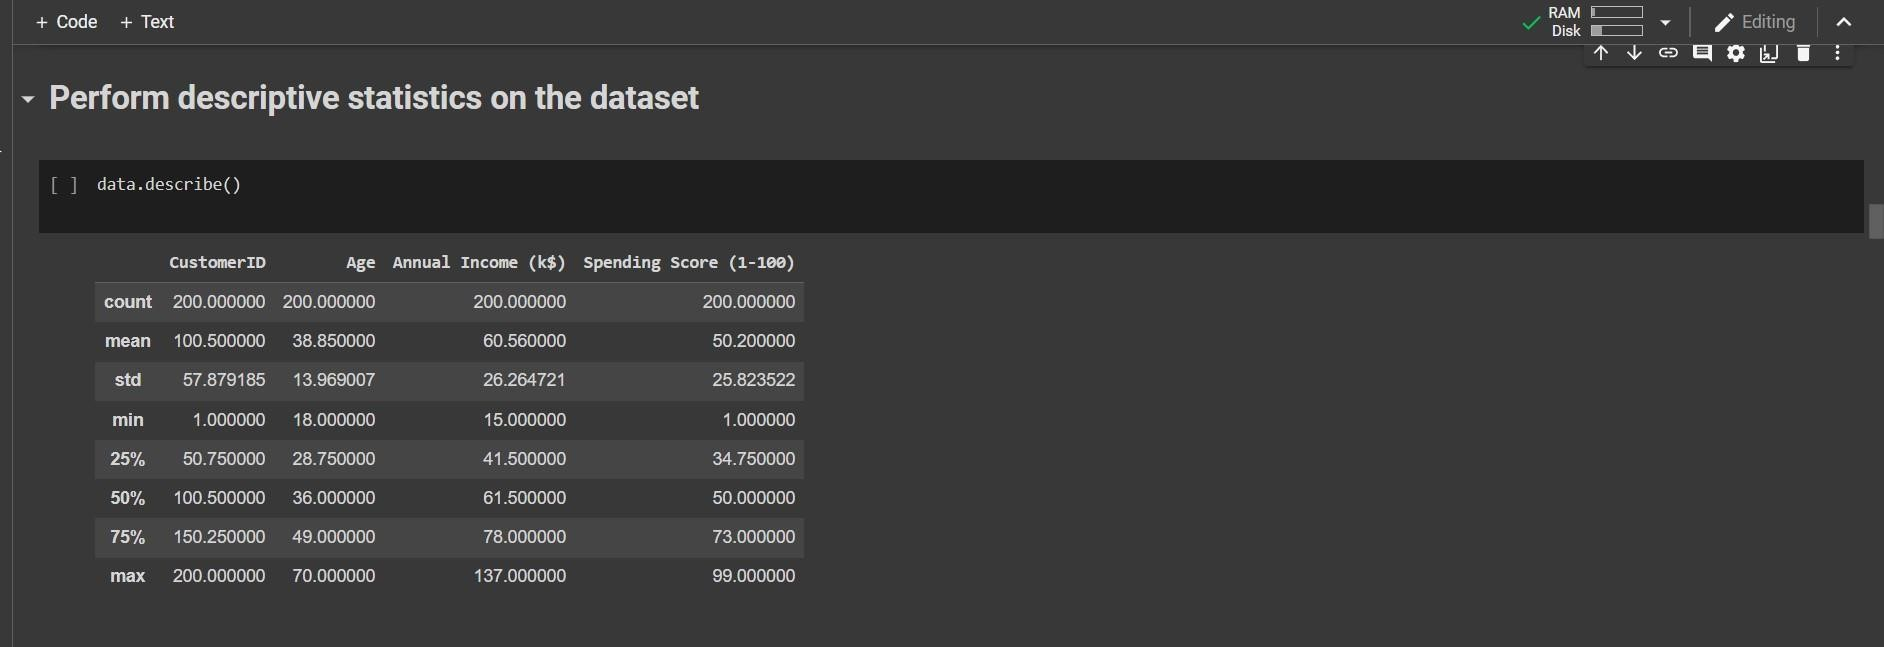 + Code + Text
RAM
Disk
Editing
Perform descriptive statistics on the dataset
[ ] data.describe()
CustomerID Age Annual Income (k$) Spending Score (1-100)
count 200.000000 200.000000 200.000000 200.000000
mean 100.500000 38.850000 60.560000 50.200000
std 57.879185 13.969007 26.264721 25.823522
min 1.000000 18.000000 15.000000 1.000000
25% 50.750000 28.750000 41.500000 34.750000
50% 100.500000 36.000000 61.500000 50.000000
75% 150.250000 49.000000 78.000000 73.000000
max 200.000000 70.000000 137.000000 99.000000